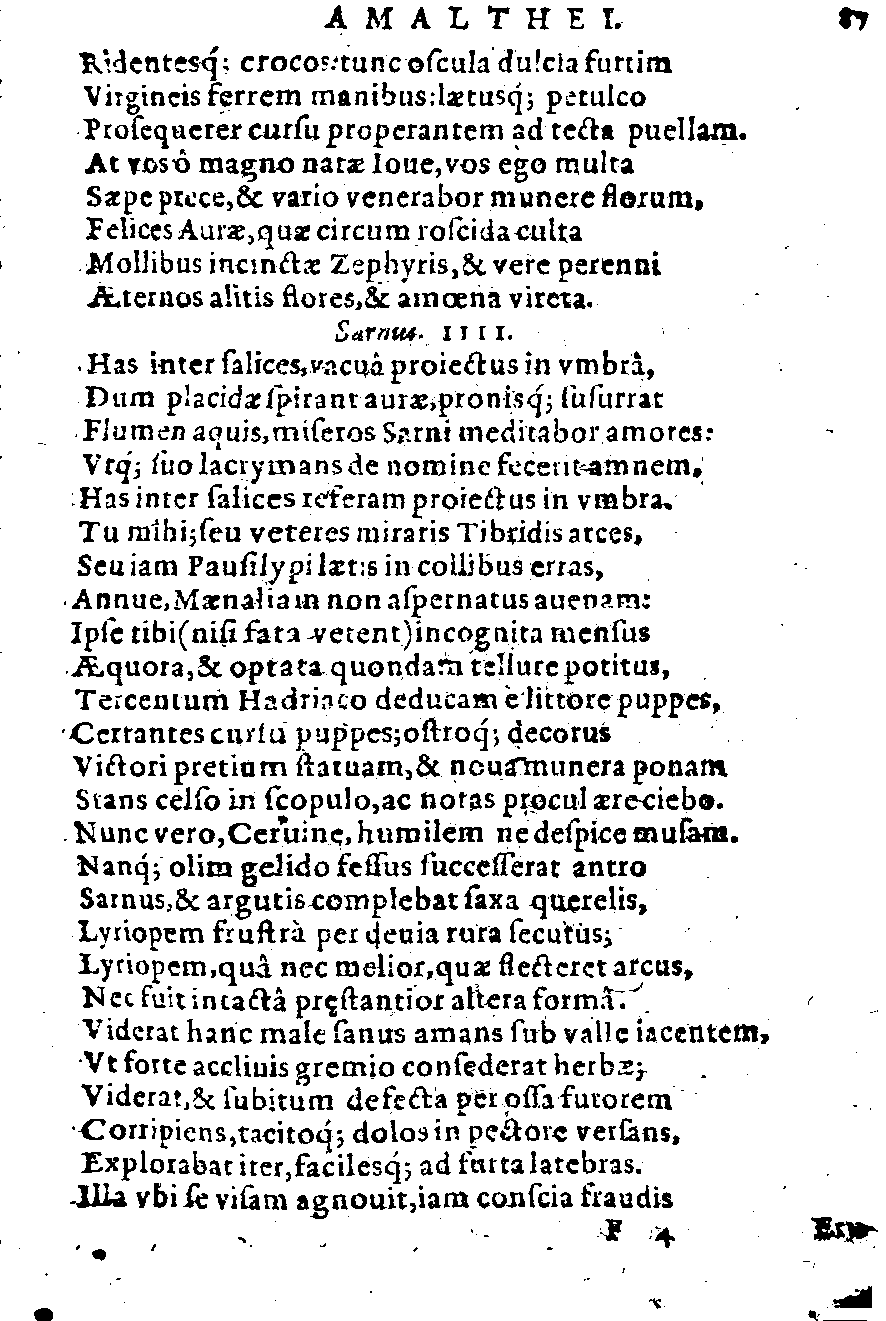 AMALTHEI. 87
Ridentesq́; crocos: tunc oſcula dulcia furtim
Virgineis ferrem manibus: lætusq́; petulco
Proſequerer curſu properantem ad tecta puellam.
At vos ô magno natæ Ioue, vos ego multa
Sæpe prece, & vario venerabor munere florum,
Felices Auræ, quæ circum roſcida culta
Mollibus incinctæ Zephyris, & vere perenni
Æternos alitis flores, & amœna vireta.
Sarnus. IIII.
Has inter ſalices, vacuâ proiectus in vmbrâ,
Dum placidæ ſpirant auræ, pronisq́; ſuſurrat
Flumen aquis, miſeros Sarni meditabor amores:
Vtq́; ſuo lacrymans de nomine fecerit amnem,
Has inter ſalices referam proiectus in vmbra.
Tu mihi; ſeu veteres miraris Tibridis arces,
Seu iam Pauſilypi lætis in collibus erras,
Annue, Mænaliam non aſpernatus auenam:
Ipſe tibi (niſi fata vetent) incognita menſus
Æquora, & optata quondam tellure potitus,
Tercentum Hadriaco deducam è littore puppes,
Certantes curſu puppes; oſtroq́; decorus
Victori pretium ſtatuam, & noua munera ponam
Stans celſo in ſcopulo, ac notas procul ære ciebo.
Nunc vero, Ceruine, humilem ne deſpice muſam.
Nanq́; olim gelido feſſus ſucceſſerat antro
Sarnus, & argutis complebat ſaxa querelis,
Lyriopem fruſtrà per deuia rura ſecutus;
Lyriopem, quâ nec melior, quæ flecteret arcus,
Nec fuit intactâ pręſtantior altera formâ.
Viderat hanc male ſanus amans ſub valle iacentem,
Vt forte accliuis gremio conſederat herbæ;
Viderat, & ſubitum defecta per oſſa furorem
Corripiens, tacitoq́; dolos in pectore verſans,
Explorabat iter, facilesq́; ad furta latebras.
Illa vbi ſe viſam agnouit, iam conſcia fraudis
F 4